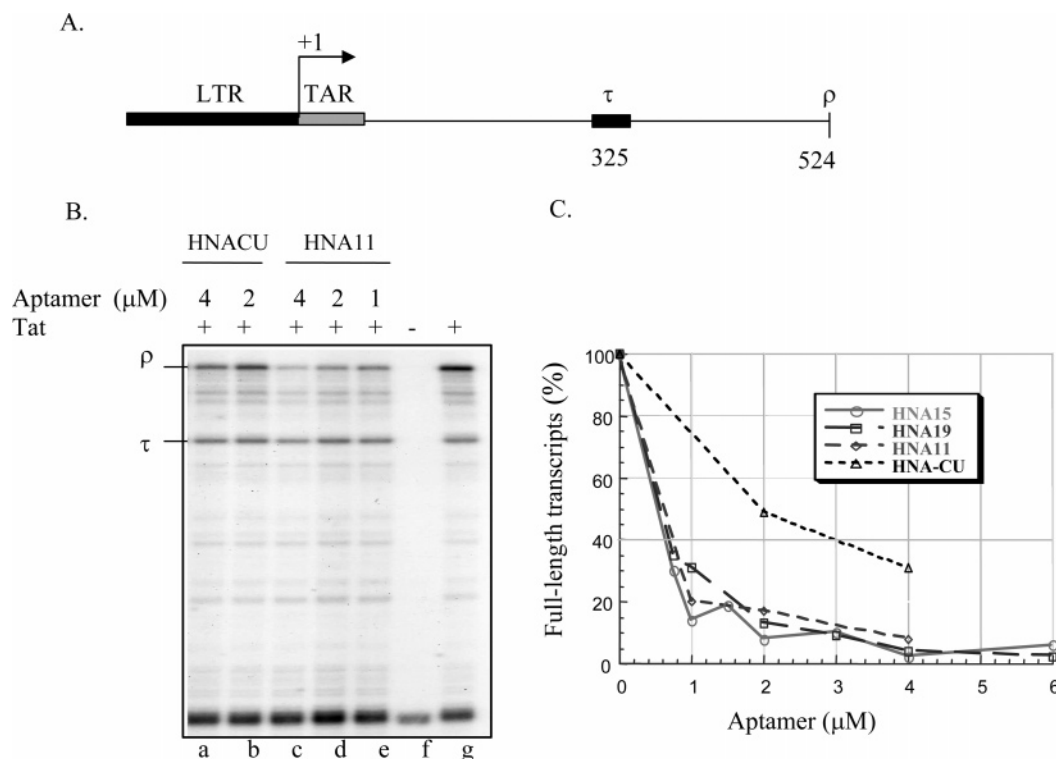 A.
+1
LTR TAR τ ρ
325 524
B.
HNACU HNA11
Aptamer (μM) 4 2 4 2 1
Tat + + + + + - +
ρ
τ
a b c d e f g
C.
Full-length transcripts (%)
100
80
60
40
20
0
0 1 2 3 4 5 6
Aptamer (μM)
HNA15
HNA19
HNA11
HNA-CU